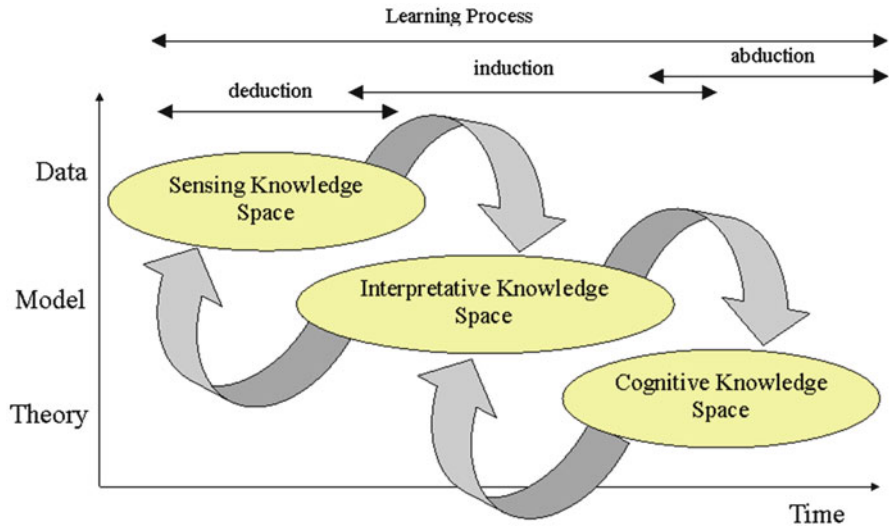 Learning Process
abduction
induction
deduction
Data
Sensing Knowledge
Space
Model
Interpretative Knowledge
Space
Theory
Cognitive Knowledge
Space
Time